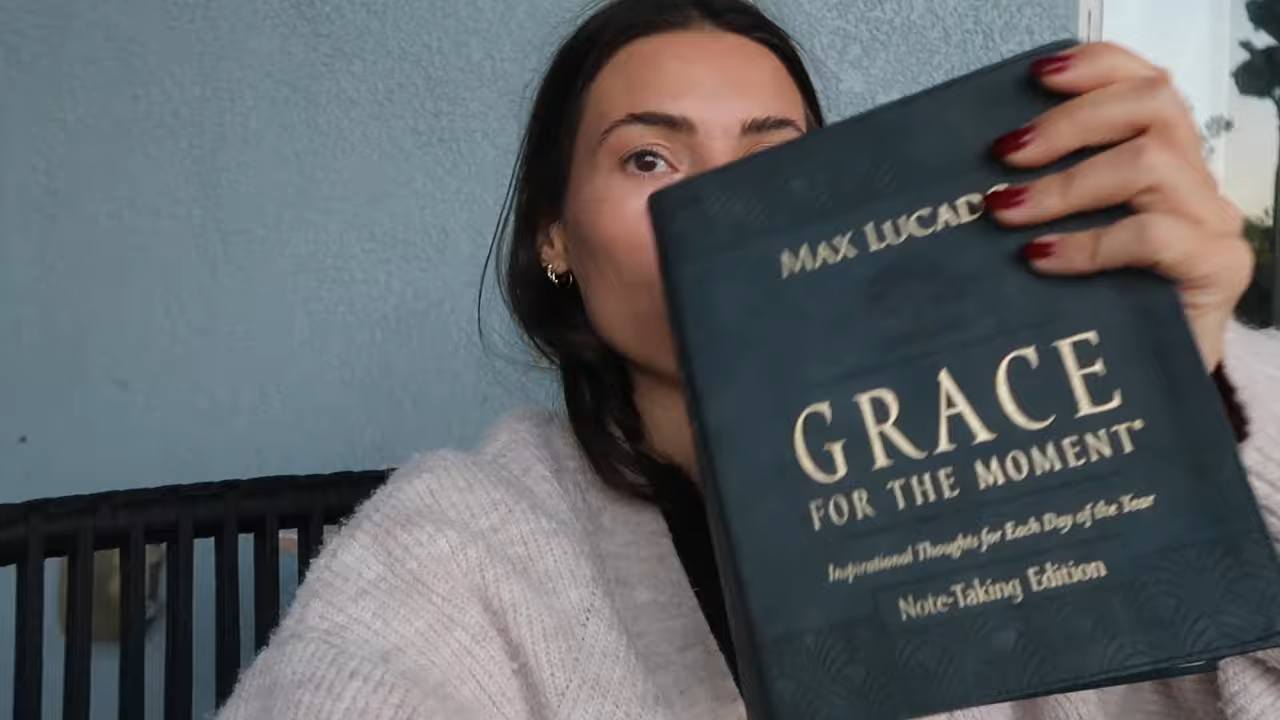 MAX LUCADO
GRACE
FOR THE MOMENT®
Inspirational Thoughts for Each Day of the Year
Note-Taking Edition